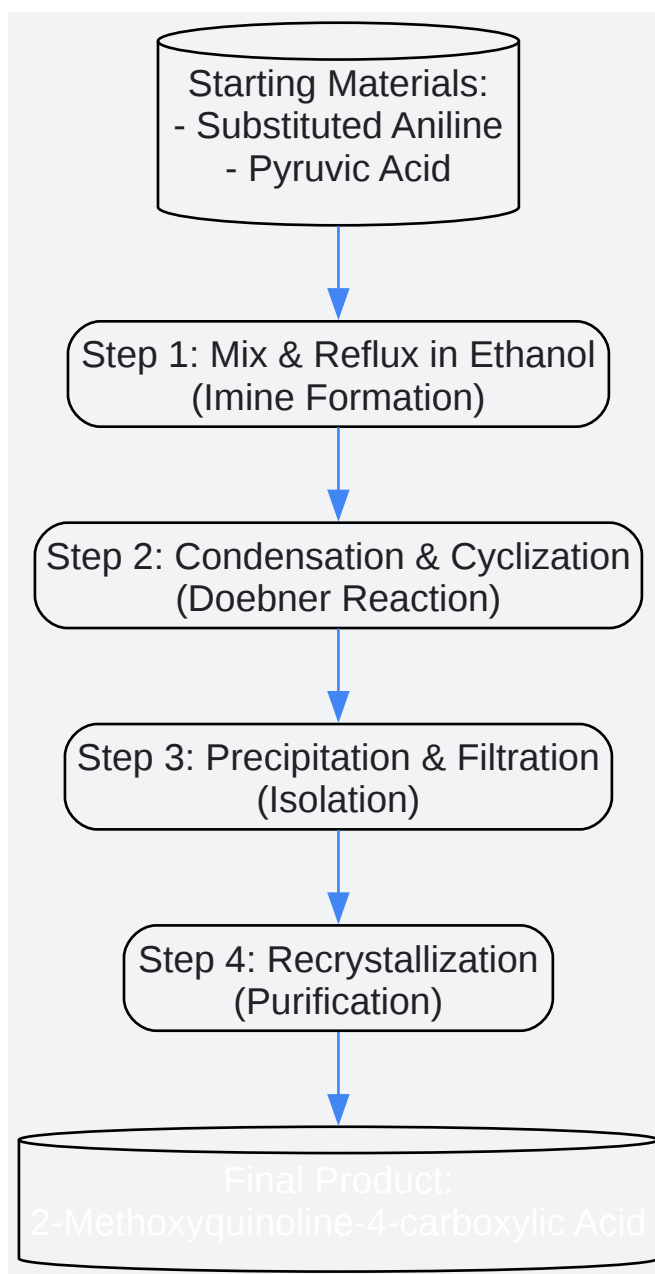 Starting Materials:
- Substituted Aniline
- Pyruvic Acid
Step 1: Mix & Reflux in Ethanol
(Imine Formation)
Step 2: Condensation & Cyclization
(Doebner Reaction)
Step 3: Precipitation & Filtration
(Isolation)
Step 4: Recrystallization
(Purification)
Final Product:
2-Methoxyquinoline-4-carboxylic Acid